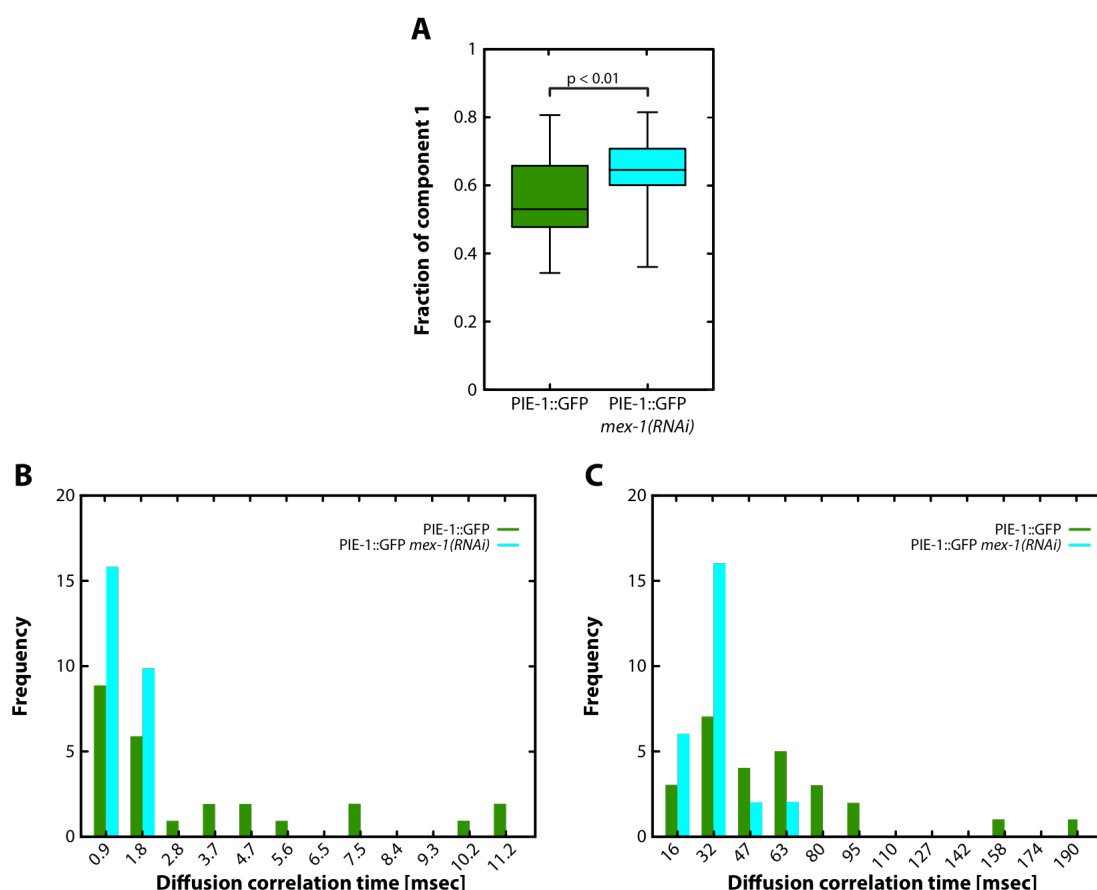 A
1
0.8
0.6
0.4
0.2
0
Fraction of component 1
p < 0.01
PIE-1::GFP
PIE-1::GFP
mex-1(RNAi)
B
20
15
10
5
0
Frequency
PIE-1::GFP
PIE-1::GFP mex-1(RNAi)
0.9 1.8 2.8 3.7 4.7 5.6 6.5 7.5 8.4 9.3 10.2 11.2
Diffusion correlation time [msec]
C
20
15
10
5
0
Frequency
PIE-1::GFP
PIE-1::GFP mex-1(RNAi)
16 32 47 63 80 95 110 127 142 158 174 190
Diffusion correlation time [msec]